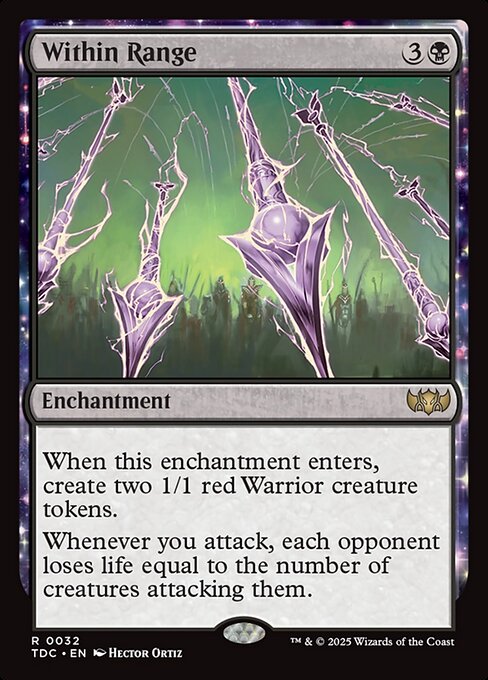 Within Range 3
Enchantment
When this enchantment enters,
create two 1/1 red Warrior creature
tokens.
Whenever you attack, each opponent
loses life equal to the number of
creatures attacking them.
R 0032
TDC • EN Hector Ortiz
™ & © 2025 Wizards of the Coast